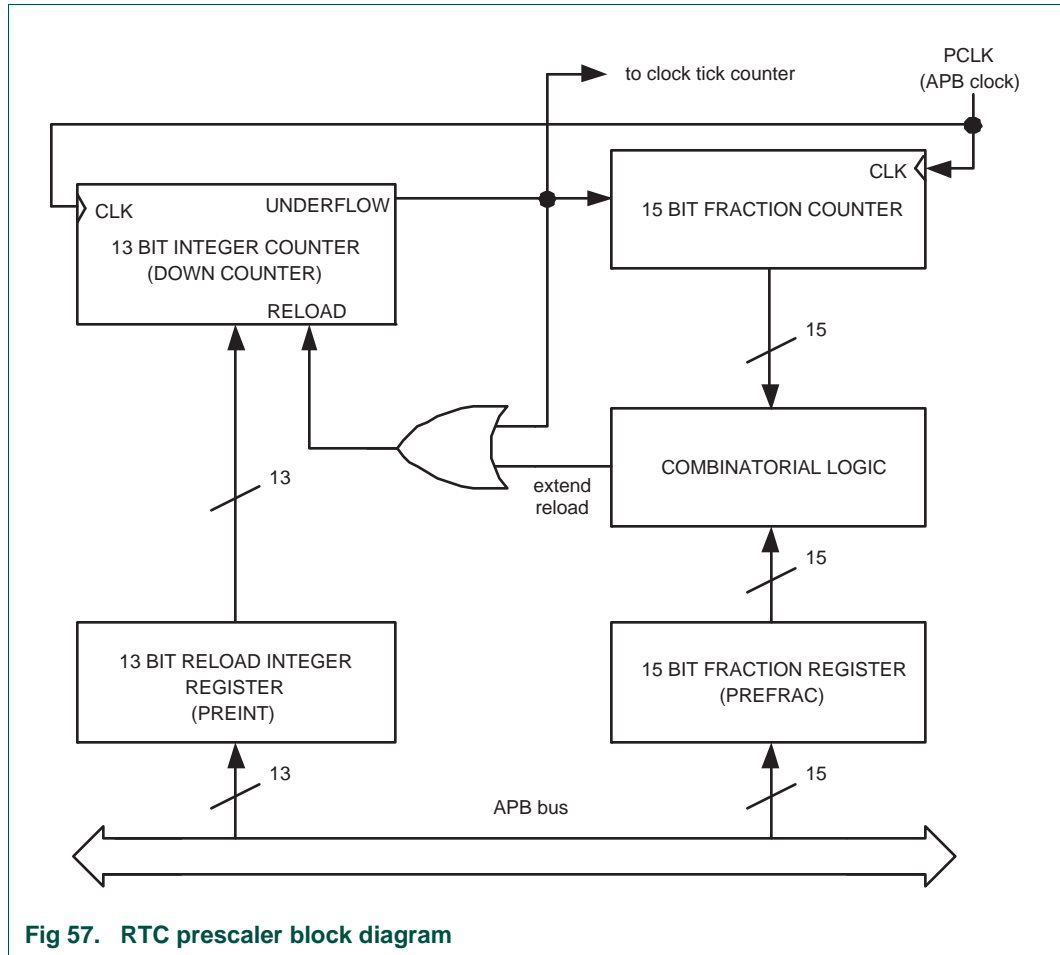 PCLK
(APB clock)
to clock tick counter
CLK
UNDERFLOW
13 BIT INTEGER COUNTER
(DOWN COUNTER)
RELOAD
CLK
15 BIT FRACTION COUNTER
15
COMBINATORIAL LOGIC
extend
reload
13
15
13 BIT RELOAD INTEGER
REGISTER
(PREINT)
15 BIT FRACTION REGISTER
(PREFRAC)
13
15
APB bus
Fig 57. RTC prescaler block diagram